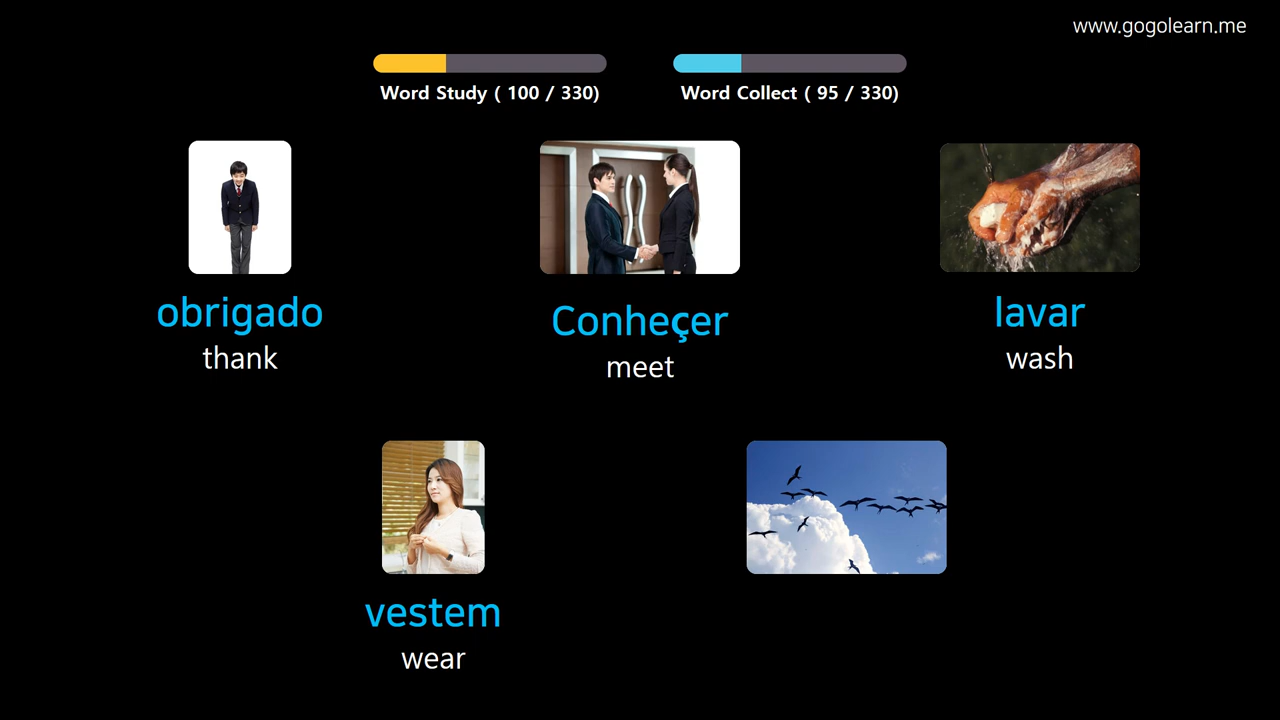 www.gogolearn.me
Word Study ( 100 / 330)
Word Collect ( 95 / 330)
obrigado
thank
Conheçer
meet
lavar
wash
vestem
wear